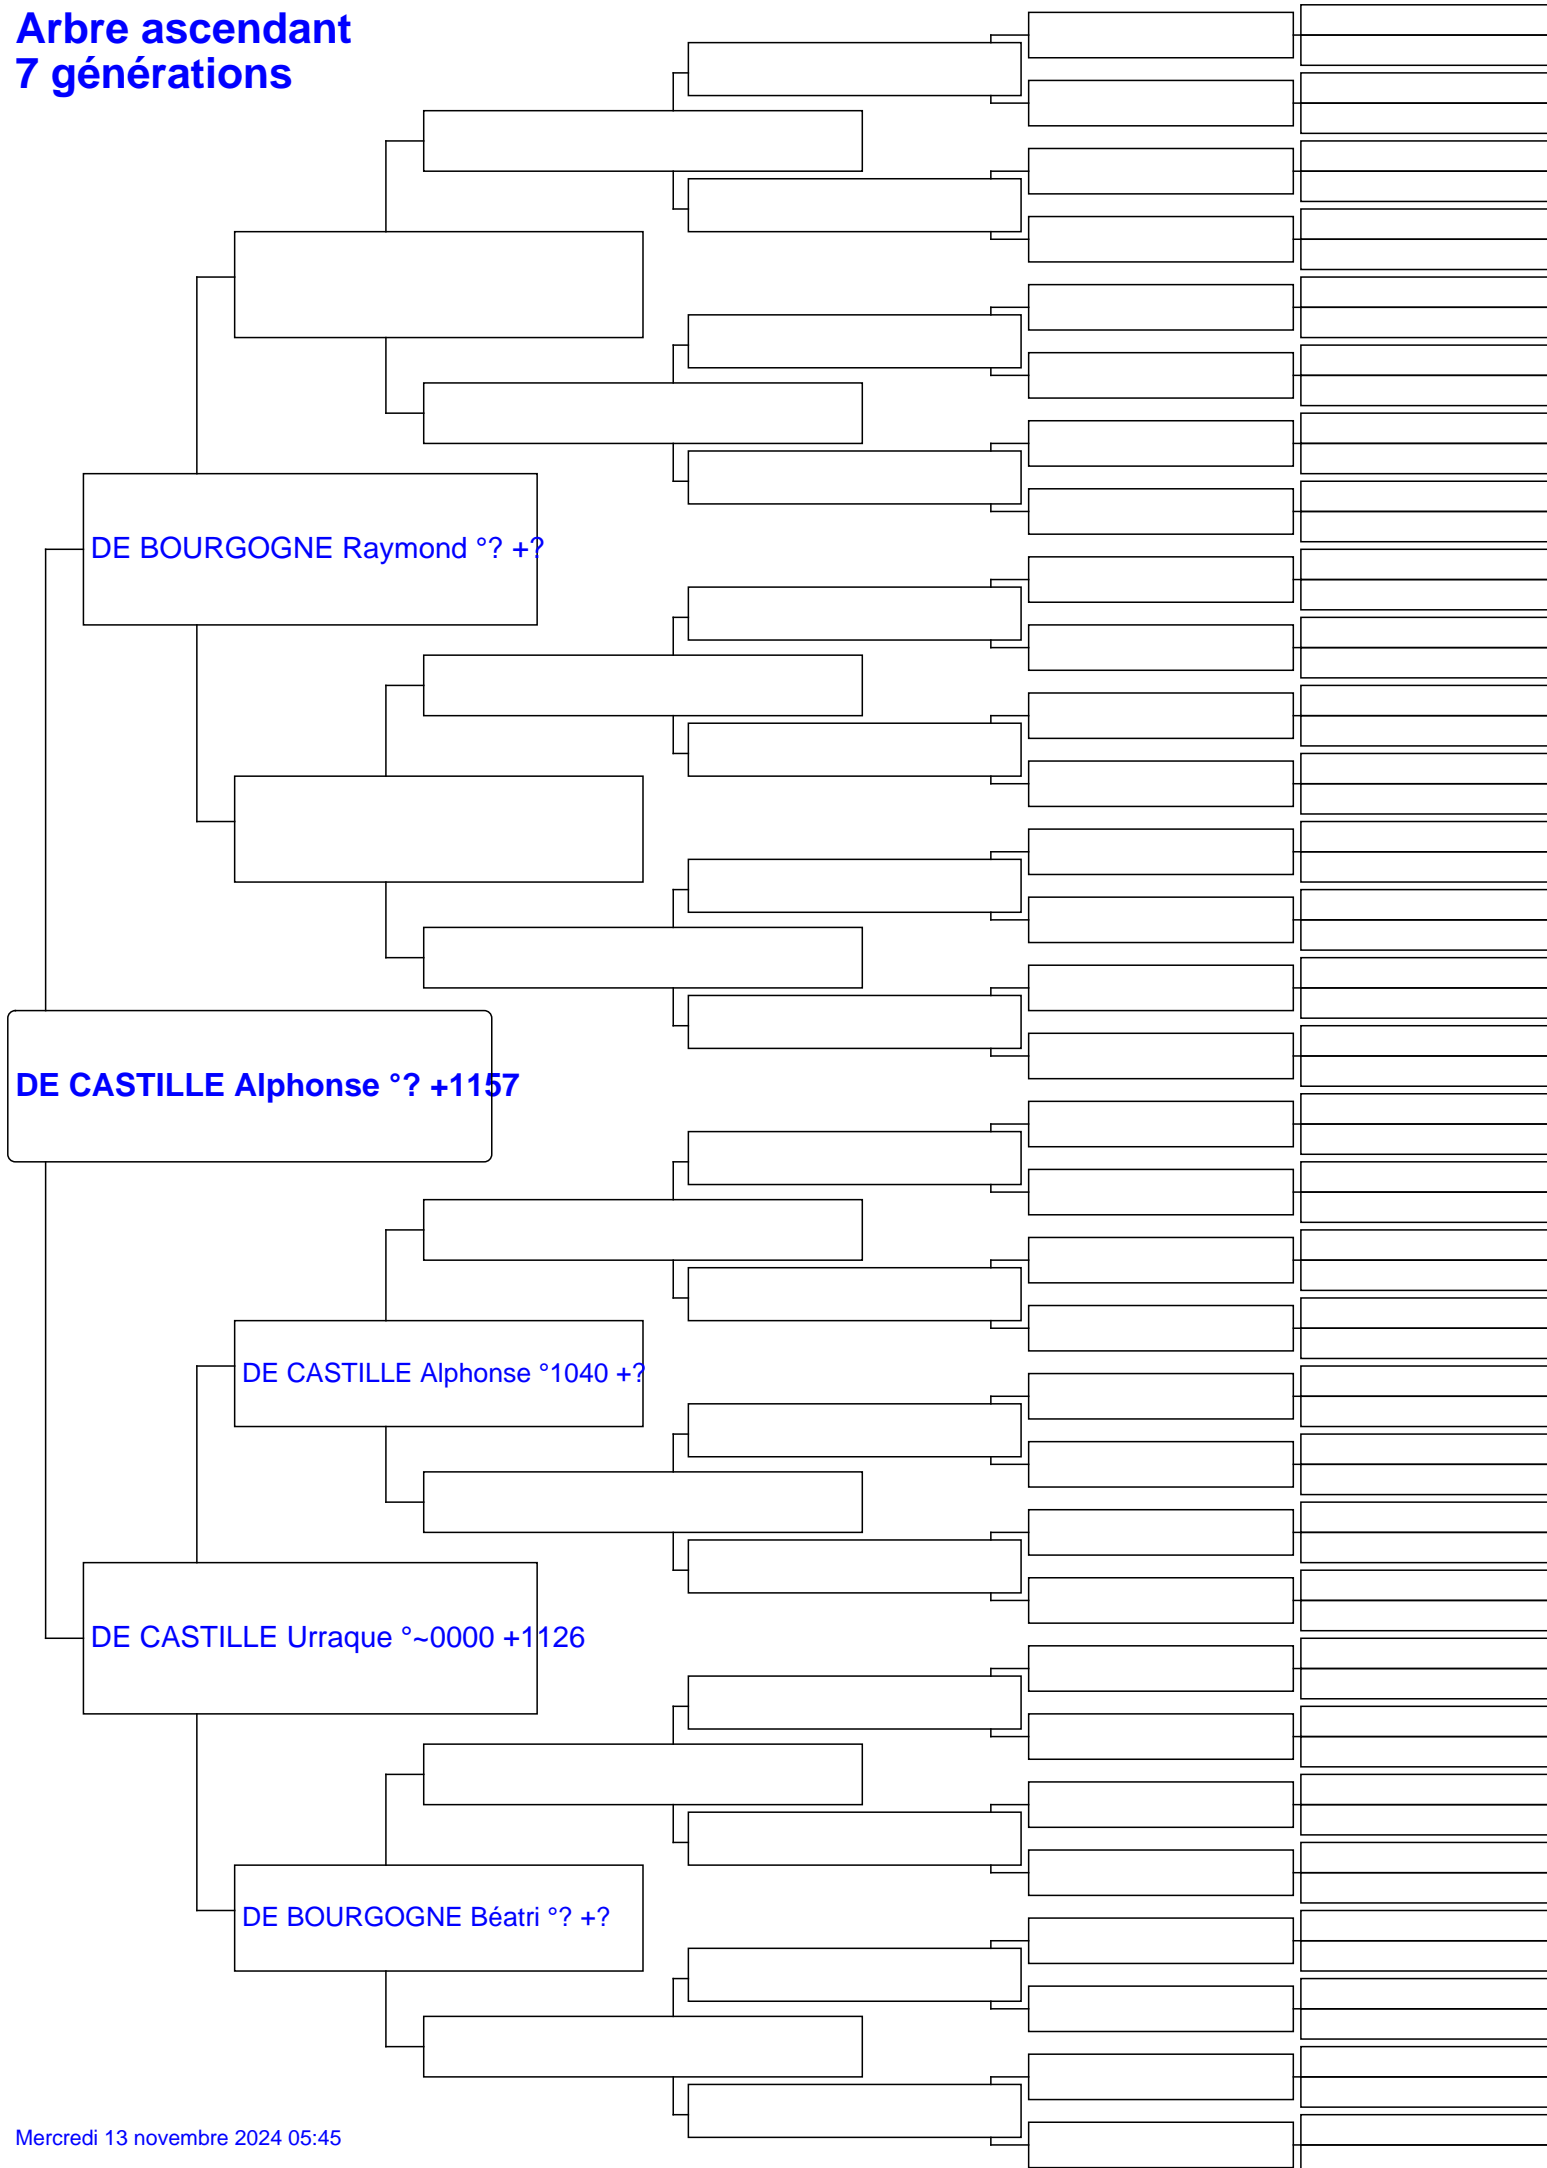 Arbre ascendant
7 générations
DE BOURGOGNE Raymond °? +?
DE CASTILLE Alphonse °? +1157
DE CASTILLE Alphonse °1040 +?
DE CASTILLE Urraque °~0000 +1126
DE BOURGOGNE Béatri °? +?
Mercredi 13 novembre 2024 05:45